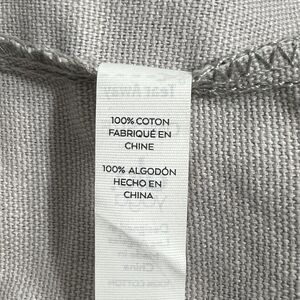 100% COTON
FABRIQUÉ EN
CHINE
100% ALGODÓN
HECHO EN
CHINA